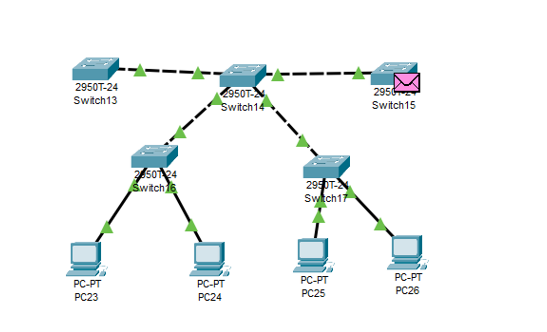 2950T-24
Switch13
2950T-24
Switch14
2950T-24
Switch15
2950T-24
Switch16
2950T-24
Switch17
PC-PT
PC23
PC-PT
PC24
PC-PT
PC25
PC-PT
PC26